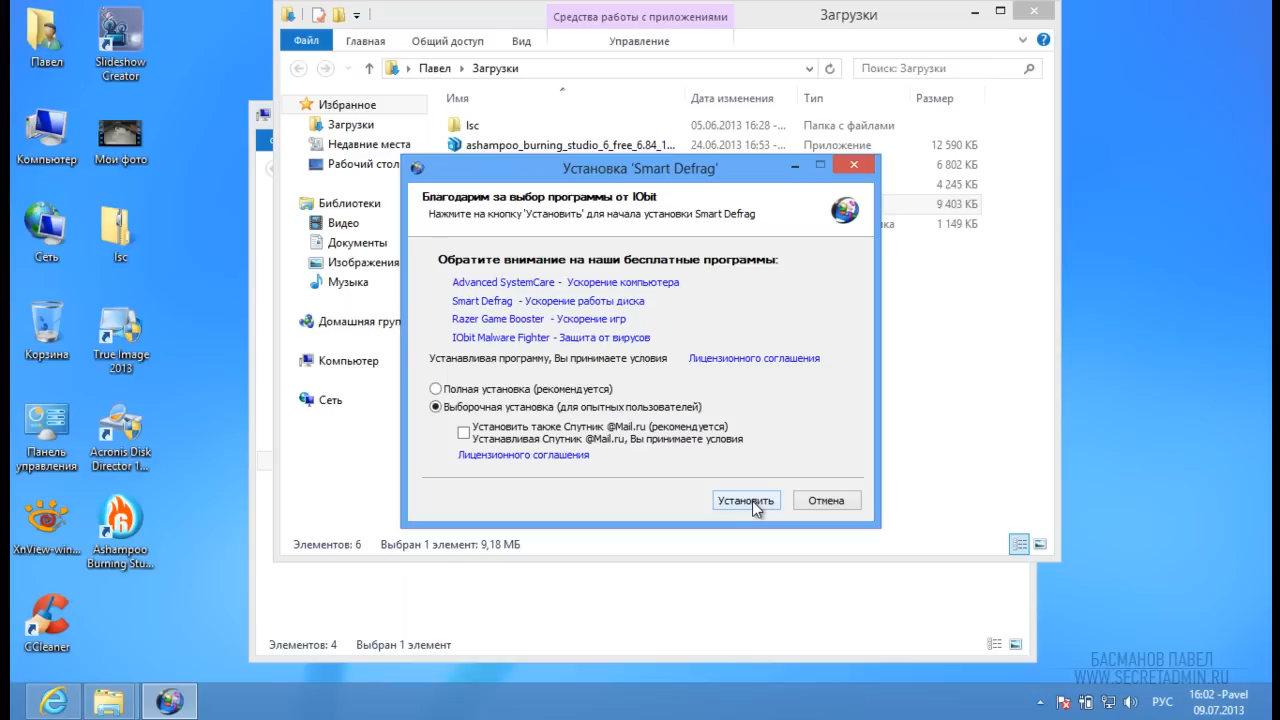 Павел
Slideshow
Creator
Компьютер
Мои фото
Сеть
lsc
Корзина
True Image
2013
Панель
управления
Acronis Disk
Director 1...
XnView-win...
Ashampoo
Burning Stu...
CCleaner
Средства работы с приложениями
Загрузки
Файл
Главная
Общий доступ
Вид
Управление
Павел
Загрузки
Поиск: Загрузки
Избранное
Загрузки
Недавние места
Рабочий стол
Библиотеки
Видео
Документы
Изображения
Музыка
Домашняя груп
Компьютер
Сеть
Имя
Дата изменения
Тип
Размер
lsc
05.06.2013 16:28 -...
Папка с файлами
ashampoo_burning_studio_6_free_6.84_1...
24.06.2013 16:53 -...
Приложение
12 590 КБ
6 802 КБ
4 245 КБ
9 403 КБ
ка
1 149 КБ
Установка 'Smart Defrag'
Благодарим за выбор программы от IObit
Нажмите на кнопку 'Установить' для начала установки Smart Defrag
Обратите внимание на наши бесплатные программы:
Advanced SystemCare - Ускорение компьютера
Smart Defrag - Ускорение работы диска
Razer Game Booster - Ускорение игр
IObit Malware Fighter - Защита от вирусов
Устанавливая программу, Вы принимаете условия Лицензионного соглашения
Полная установка (рекомендуется)
Выборочная установка (для опытных пользователей)
Установить также Спутник @Mail.ru (рекомендуется)
Устанавливая Спутник @Mail.ru, Вы принимаете условия
Лицензионного соглашения
Установить
Отмена
Элементов: 6
Выбран 1 элемент: 9,18 МБ
Элементов: 4
Выбран 1 элемент
БАСМАНОВ ПАВЕЛ
WWW.SECRETADMIN.RU
РУС
16:02 -Pavel
09.07.2013